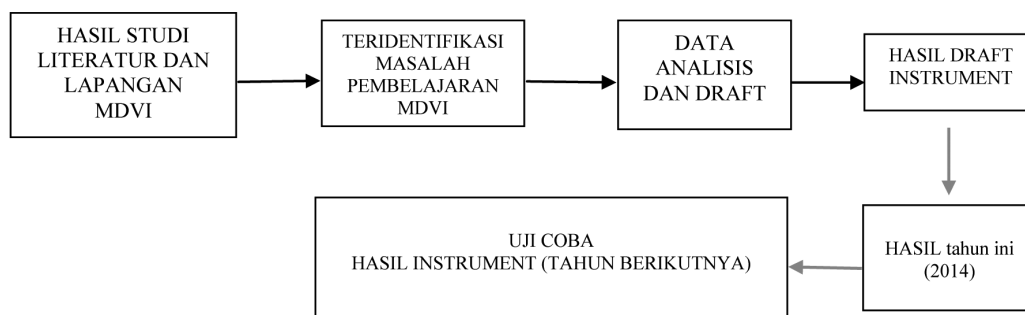 HASIL STUDI
LITERATUR DAN
LAPANGAN
MDVI
TERIDENTIFIKASI
MASALAH
PEMBELAJARAN
MDVI
DATA
ANALISIS
DAN DRAFT
HASIL DRAFT
INSTRUMENT
HASIL tahun ini
(2014)
UJI COBA
HASIL INSTRUMENT (TAHUN BERIKUTNYA)